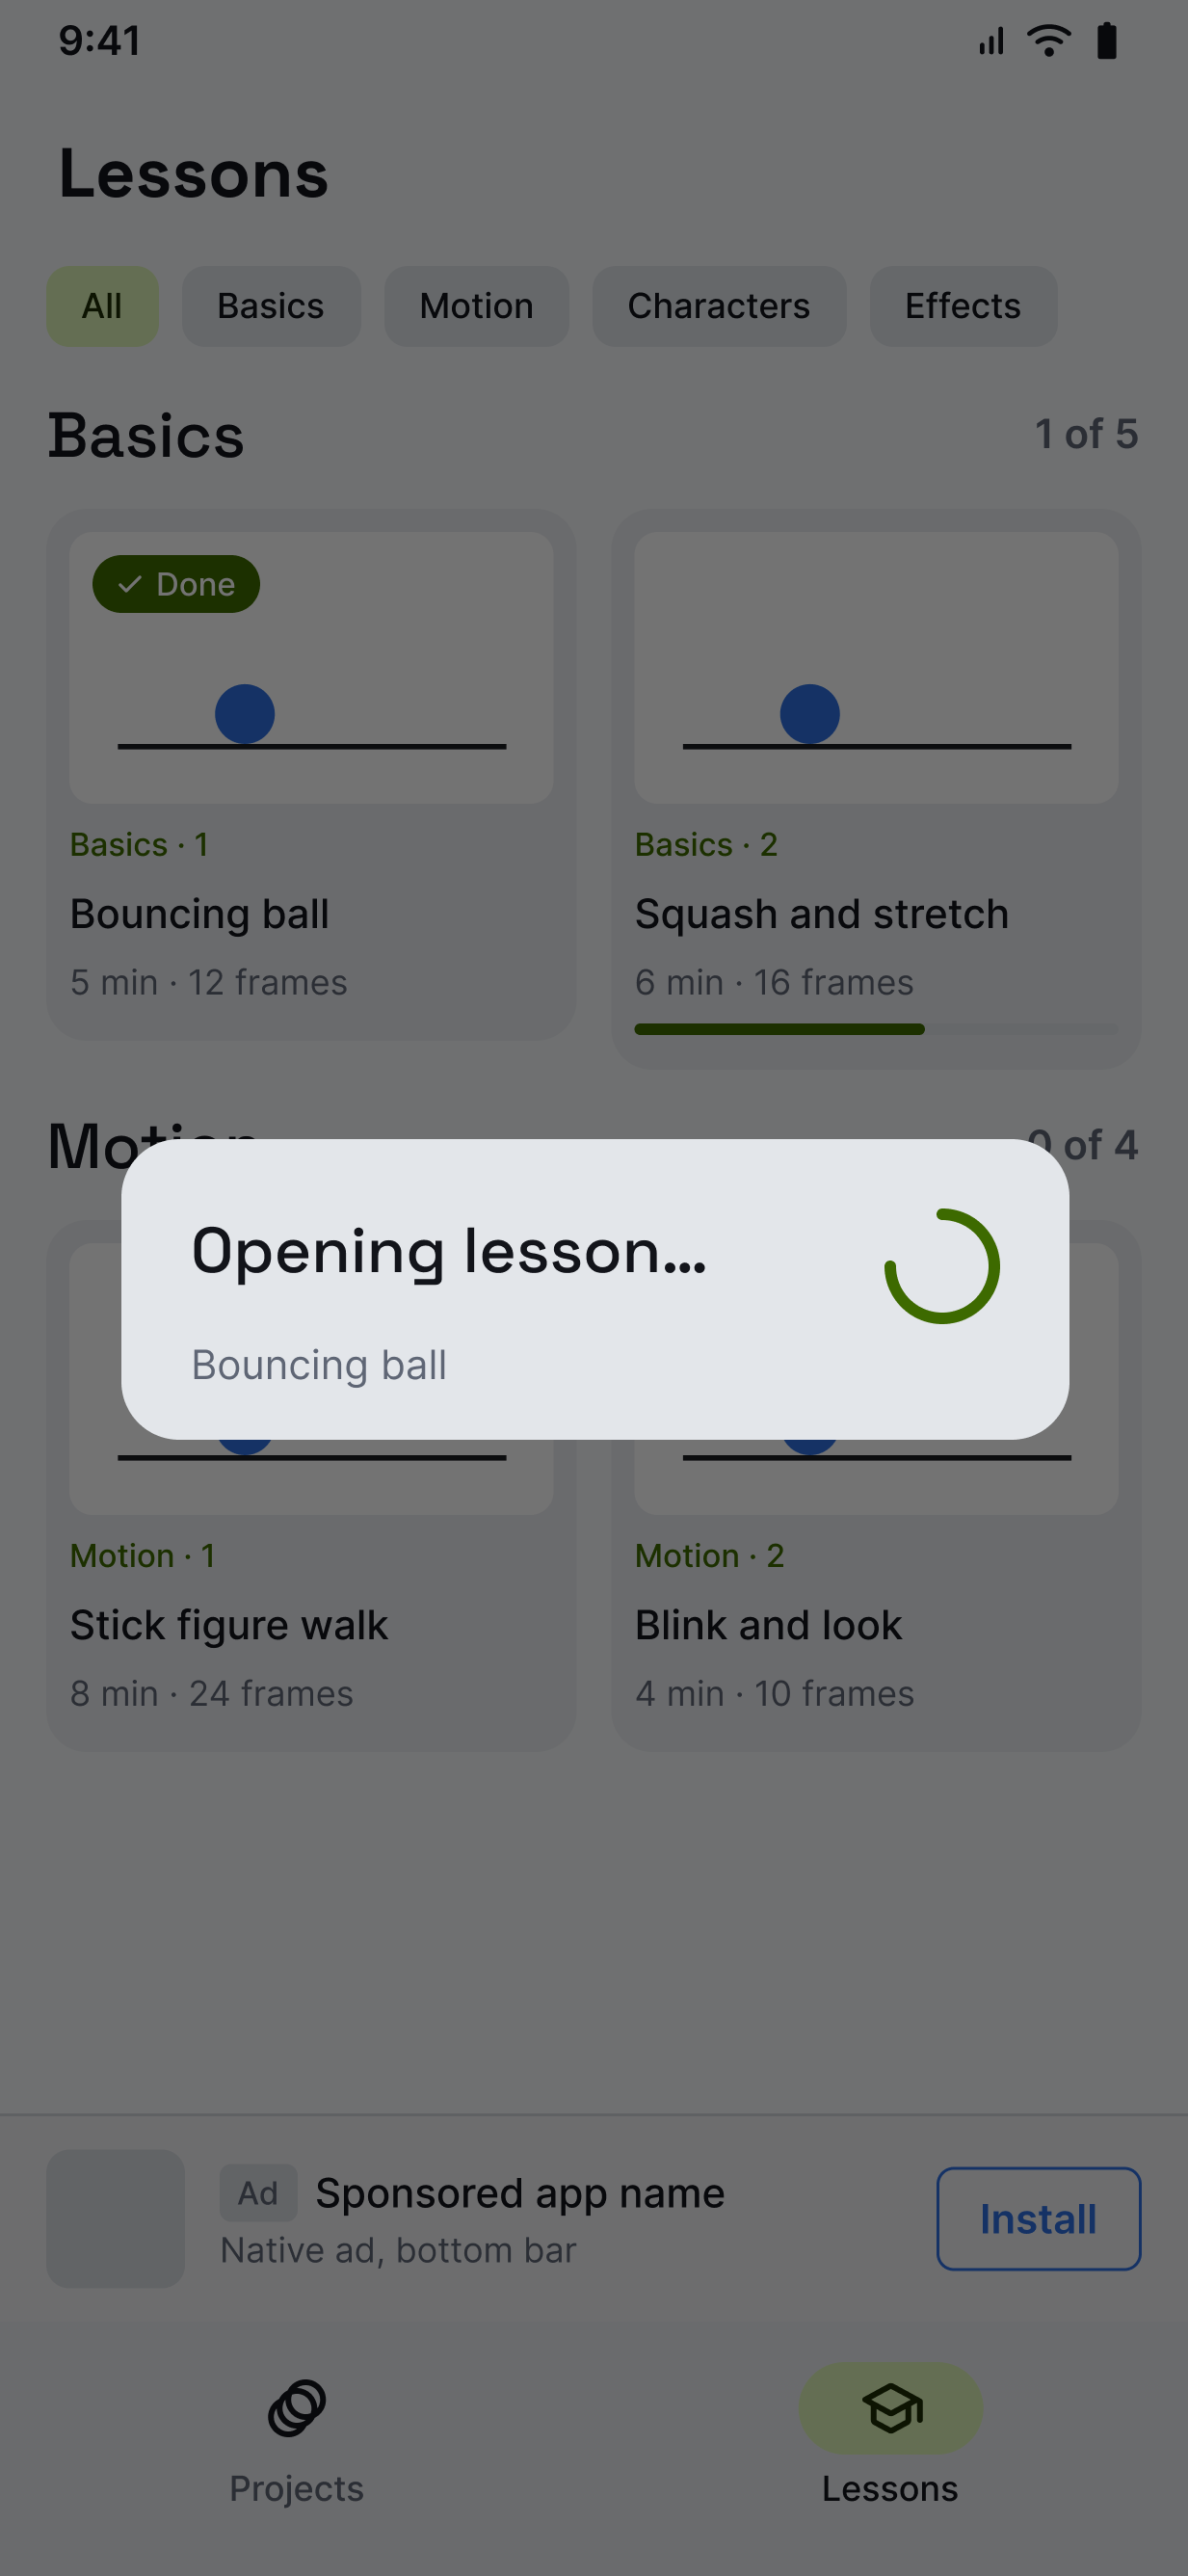 9:41
Lessons
All Basics Motion Characters Effects
Basics 1 of 5
Done
Basics · 1 Basics · 2
Bouncing ball Squash and stretch
5 min · 12 frames 6 min · 16 frames
Motion 0 of 4
Opening lesson...
Bouncing ball
Motion · 1 Motion · 2
Stick figure walk Blink and look
8 min · 24 frames 4 min · 10 frames
Ad Sponsored app name
Native ad, bottom bar
Install
Projects Lessons